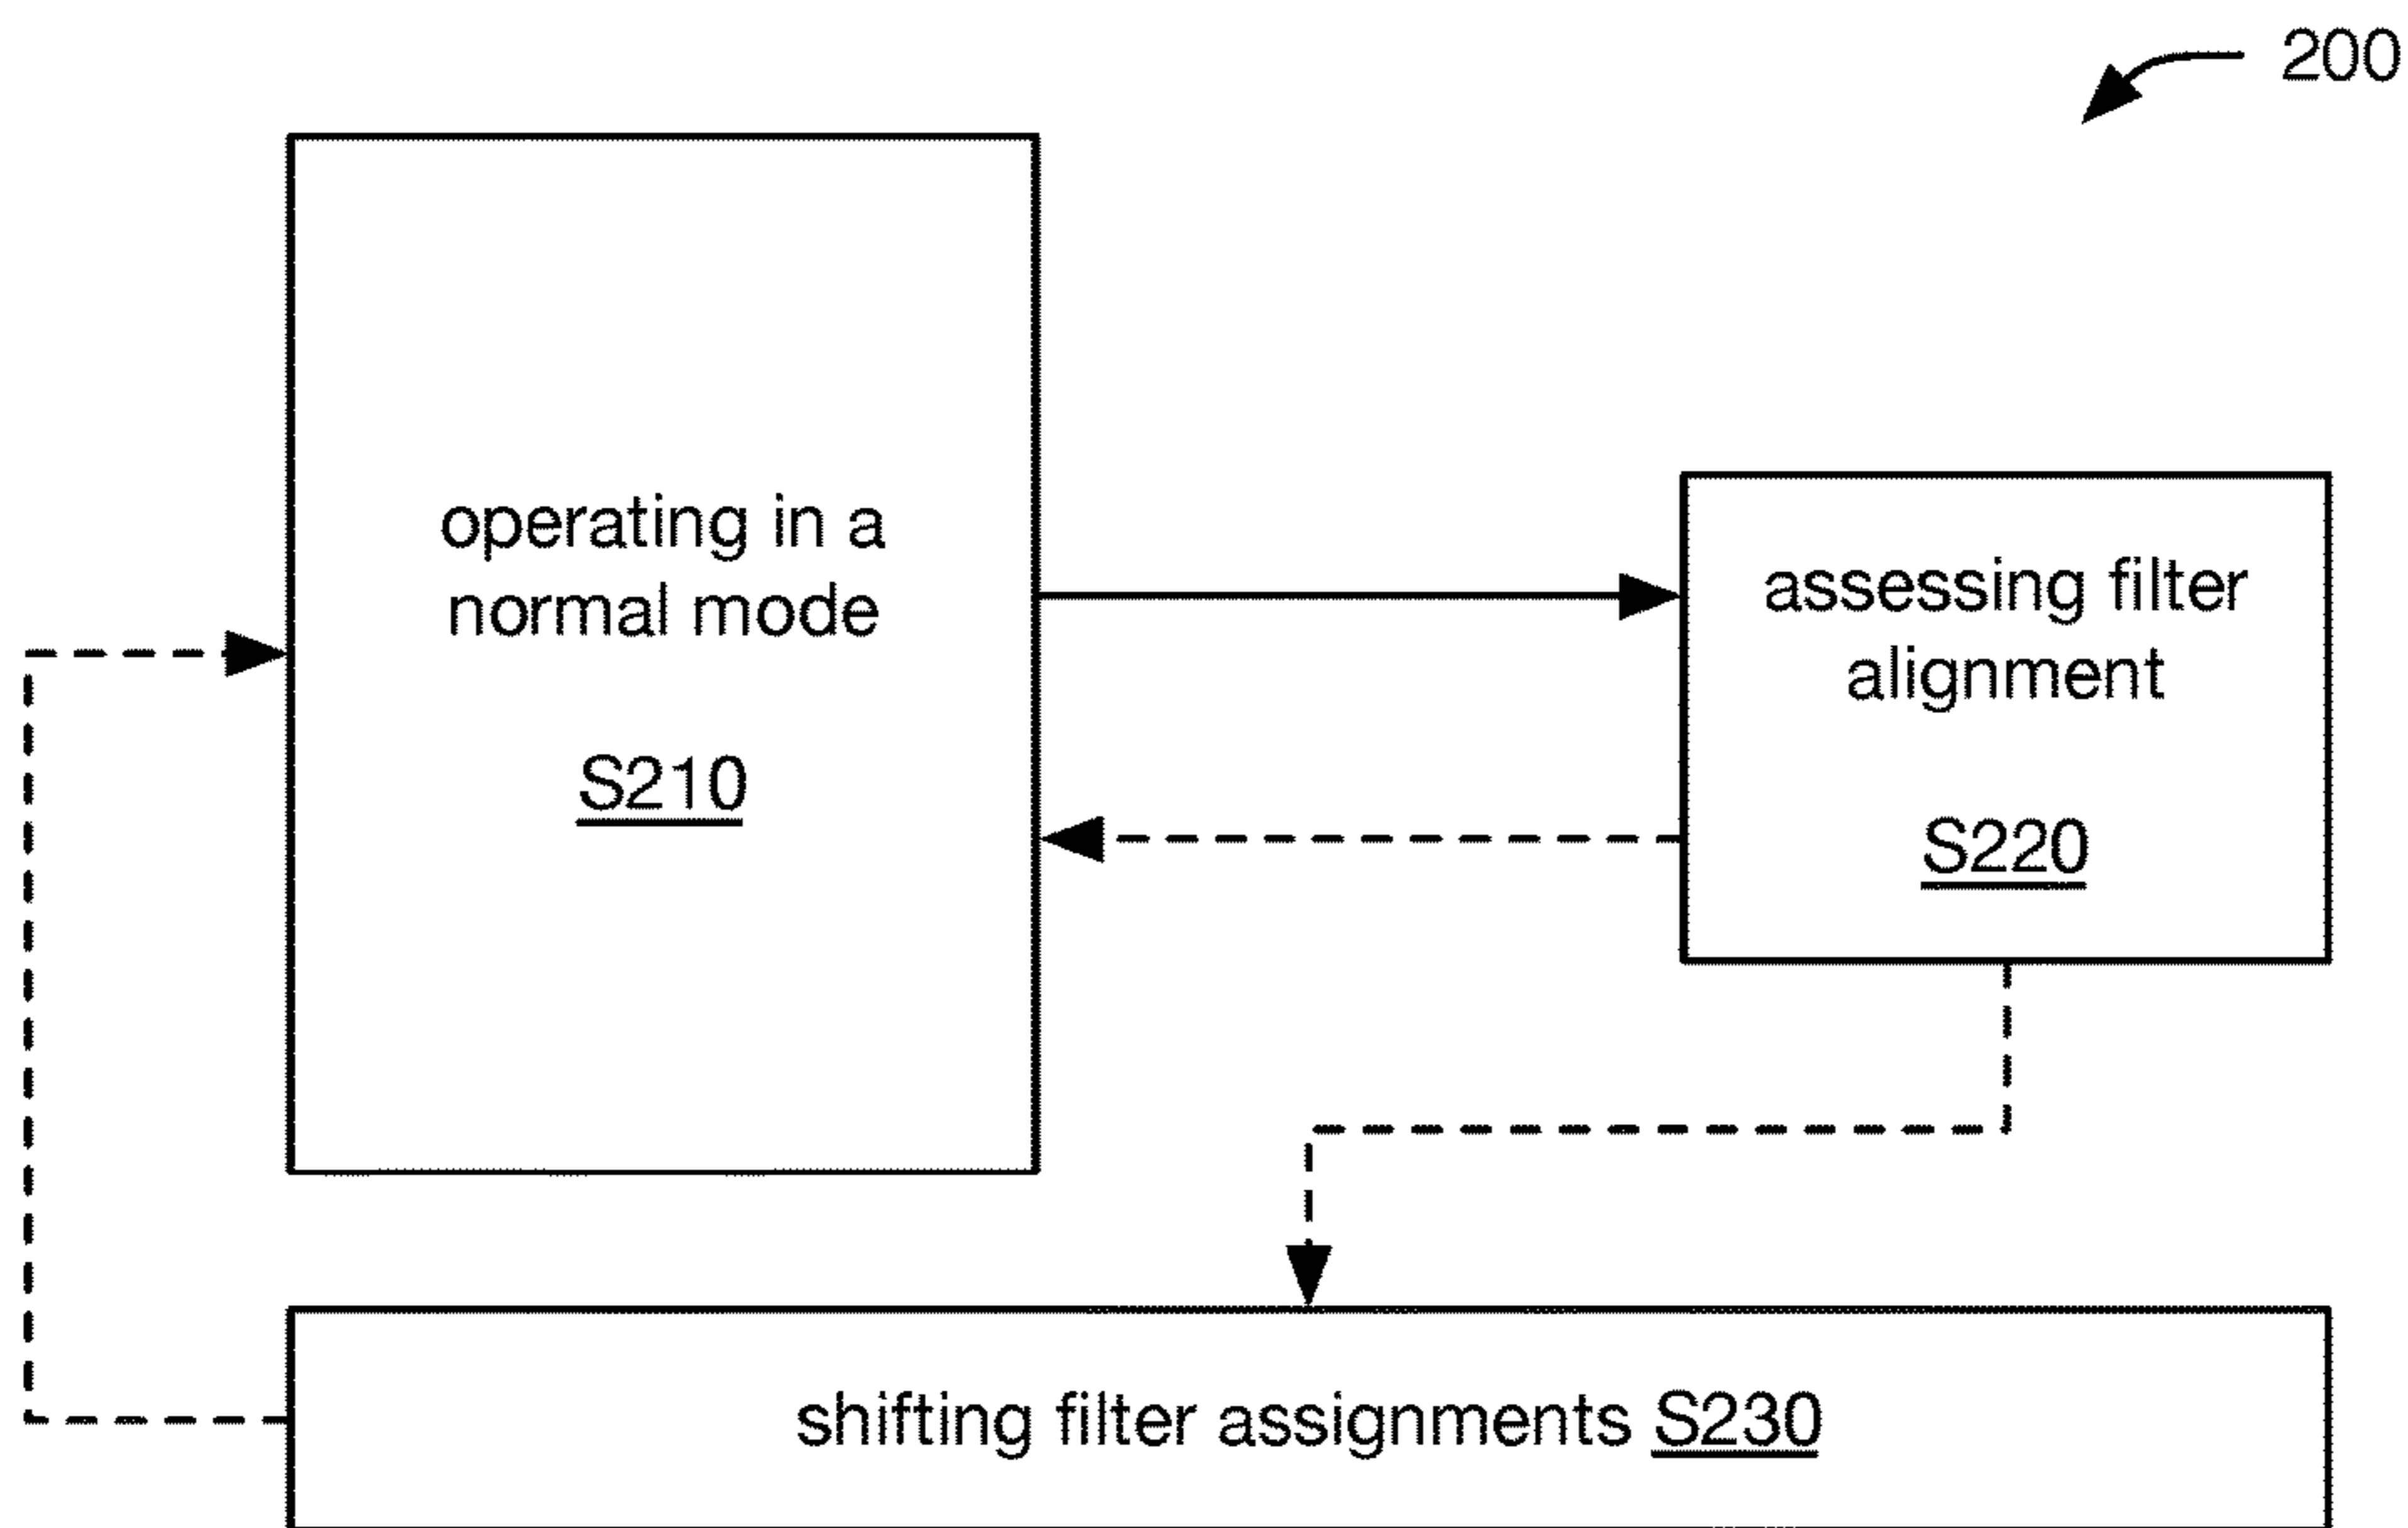 200
operating in a
normal mode
S210
assessing filter
alignment
S220
shifting filter assignments S230